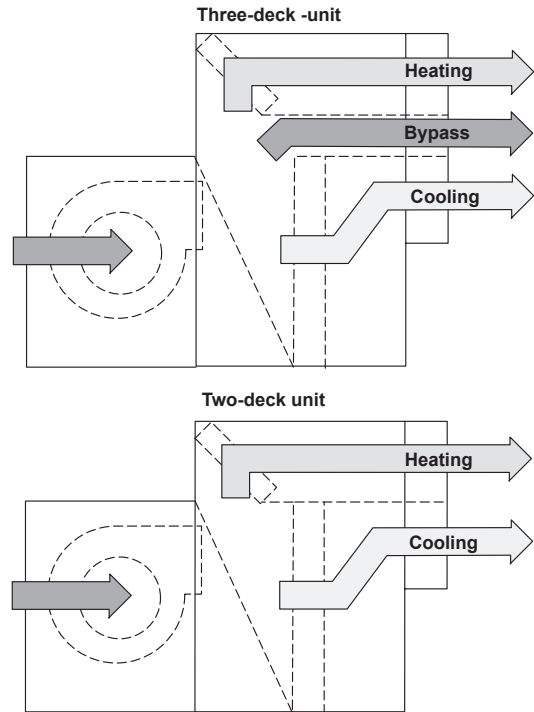 Three-deck -unit
Heating
Bypass
Cooling
Two-deck unit
Heating
Cooling